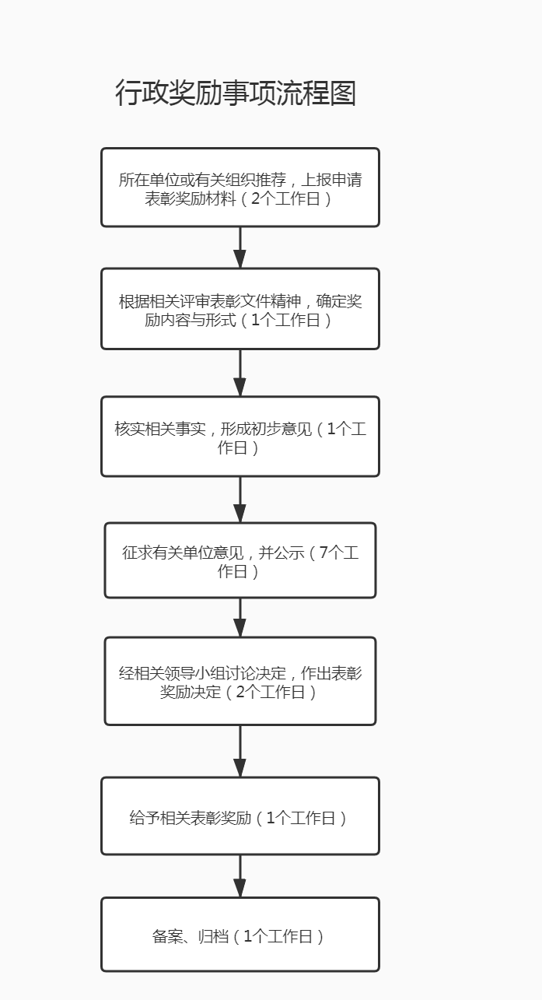 行政奖励事项流程图
所在单位或有关组织推荐，上报申请
表彰奖励材料（2个工作日）
根据相关评审表彰文件精神，确定奖
励内容与形式（1个工作日）
核实相关事实，形成初步意见（1个工
作日）
征求有关单位意见，并公示（7个工
作日）
经相关领导小组讨论决定，作出表彰
奖励决定（2个工作日）
给予相关表彰奖励（1个工作日）
备案、归档（1个工作日）